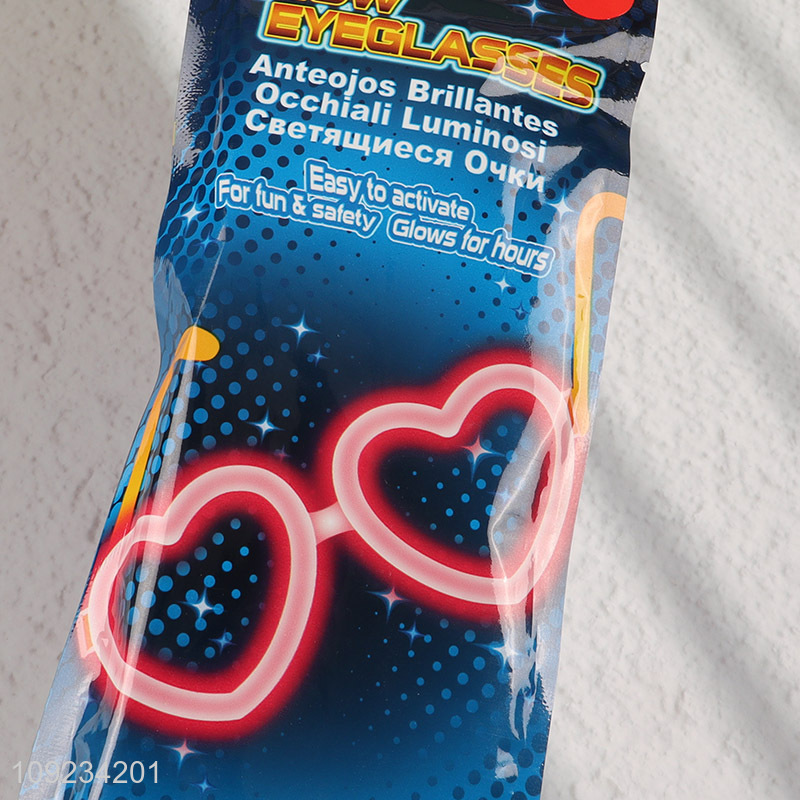 EYEGLASSES
Anteojos Brillantes
Occhiali Luminosi
Светящиеся Очки
Easy to activate
For fun & safety Glows for hours
109234201